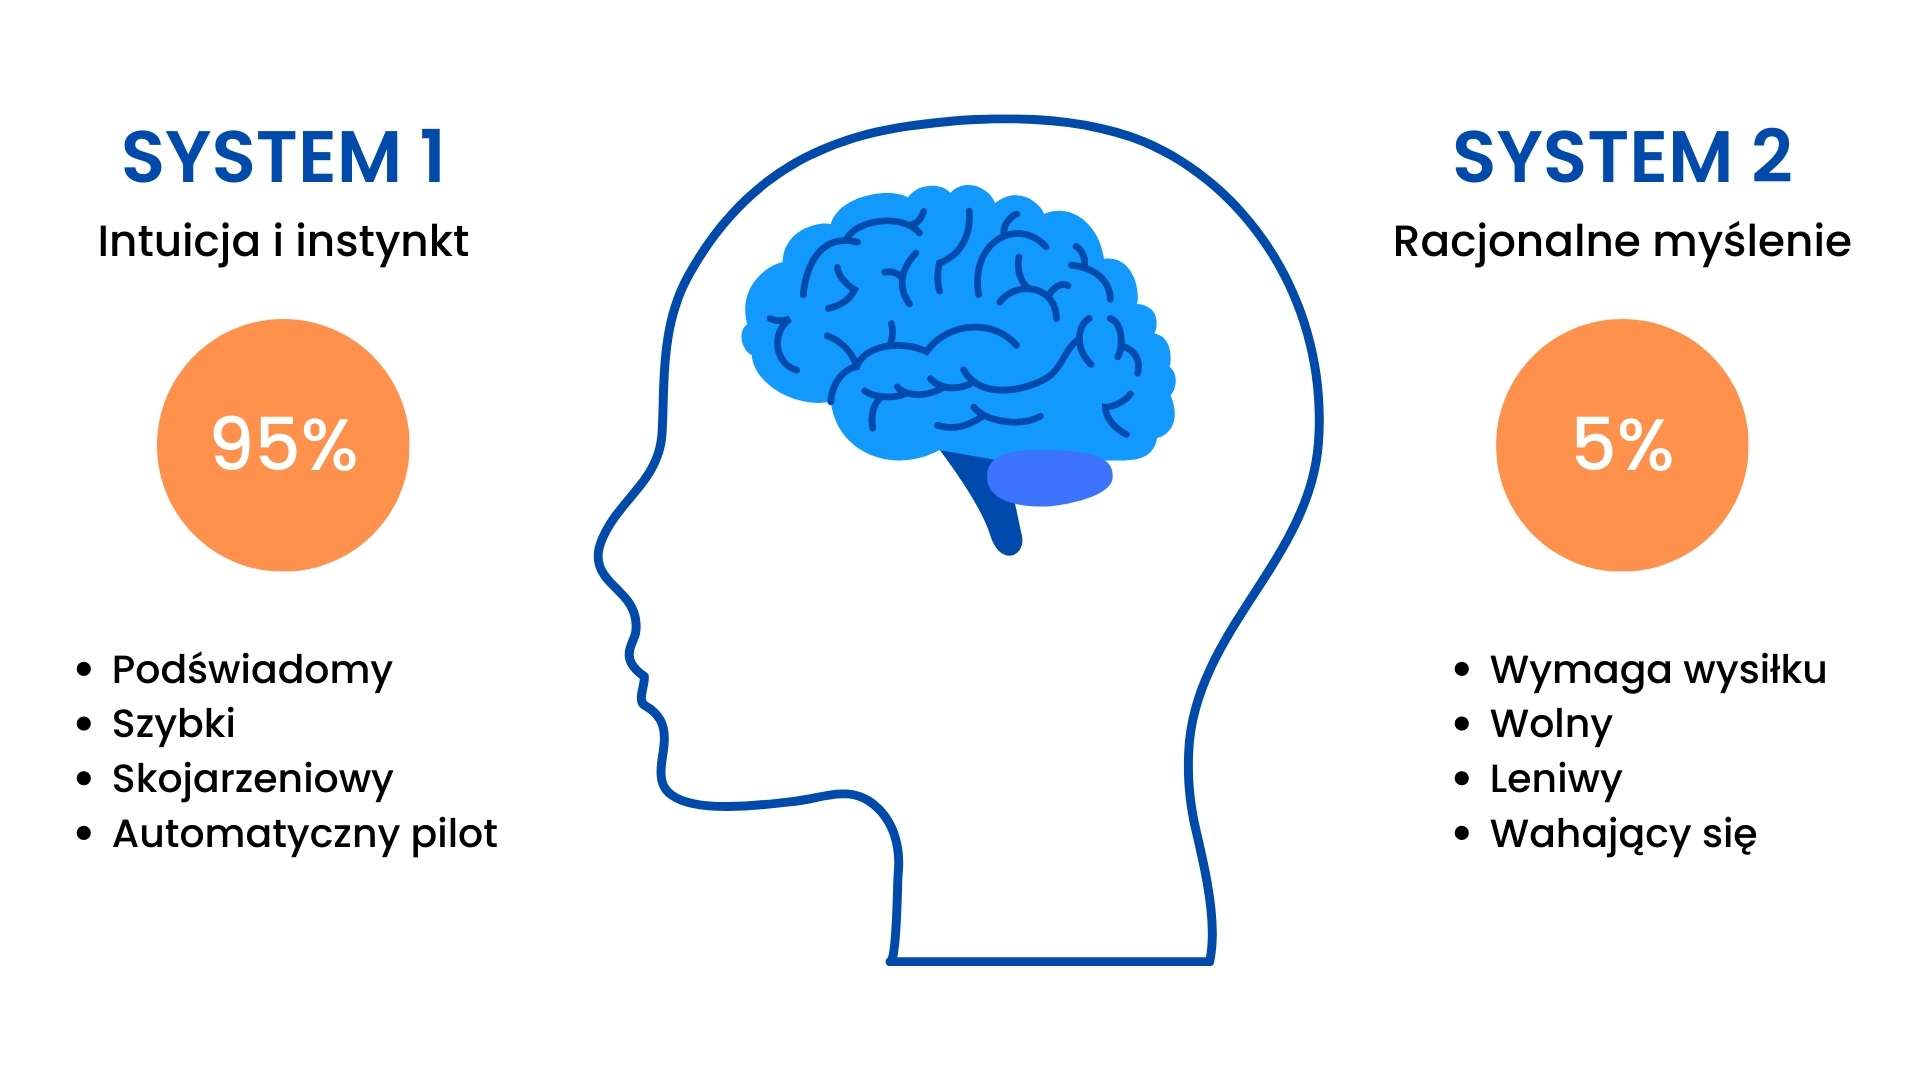 SYSTEM 1
Intuicja i instynkt
95%
• Podświadomy
• Szybki
• Skojarzeniowy
• Automatyczny pilot
SYSTEM 2
Racjonalne myślenie
5%
• Wymaga wysiłku
• Wolny
• Leniwy
• Wahający się